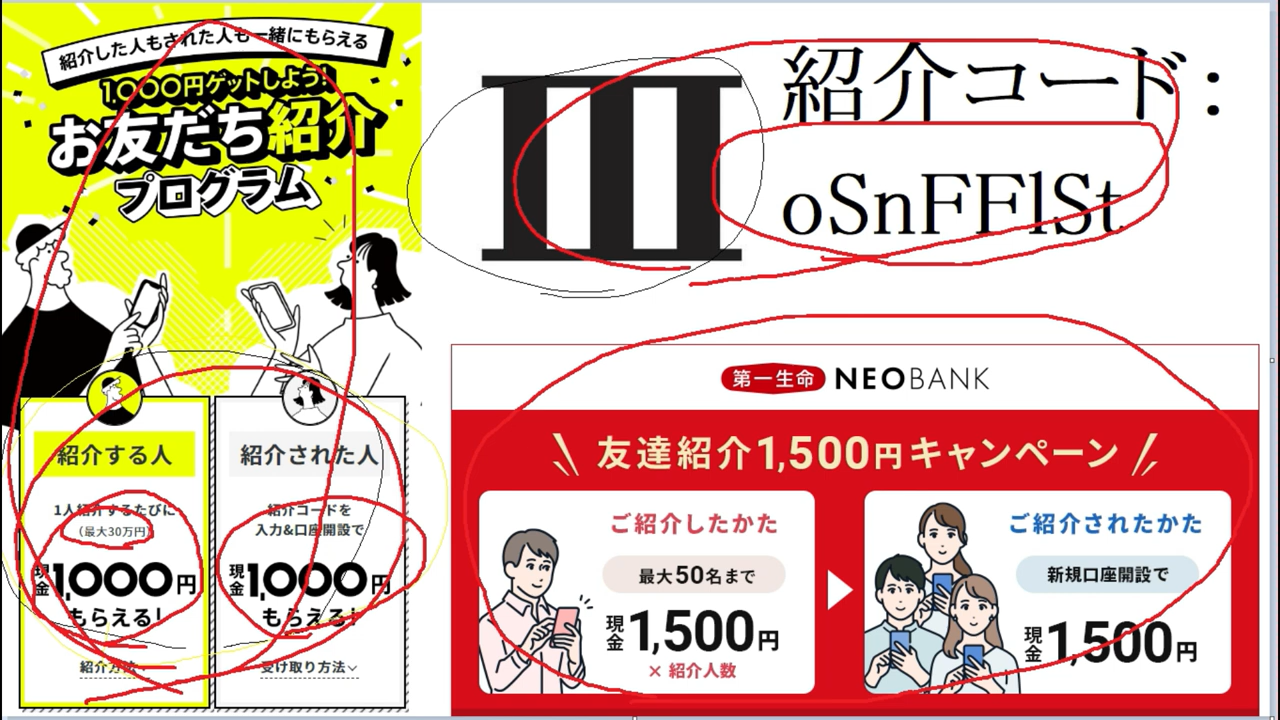 紹介した人もされた人も一緒にもらえる
1,000円ゲットしよう!
お友だち紹介
プログラム
紹介する人
1人紹介するたびに
(最大30万円)
現金1,000円
もらえる!
紹介方法
紹介された人
紹介コードを
入力&口座開設で
現金1,000円
もらえる!
受け取り方法
紹介コード:
oSnFFlSt
第一生命 NEOBANK
友達紹介1,500円キャンペーン
ご紹介したかた
最大50名まで
現金1,500円
×紹介人数
ご紹介されたかた
新規口座開設で
現金1,500円